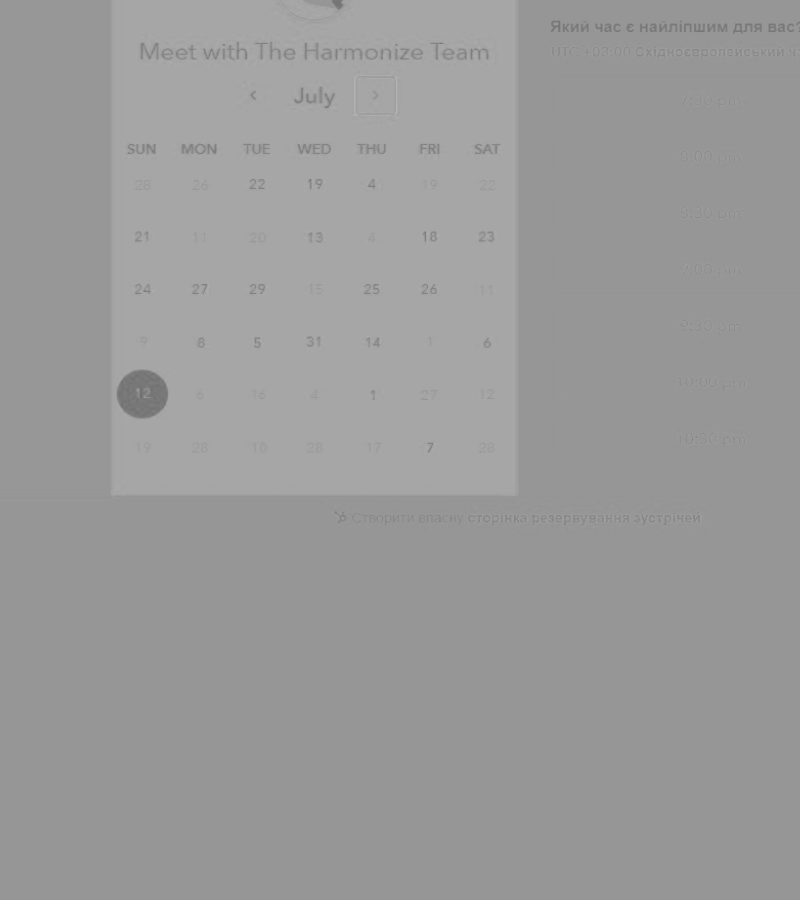 Meet with The Harmonize Team
July
SUN MON TUE WED THU FRI SAT
28 26 22 19 4 19 22
21 11 20 13 4 18 23
24 27 29 15 25 26 11
9 8 5 31 14 1 6
12 6 16 4 1 27 12
19 28 10 28 17 7 28
Який час є найліпшим для вас?
UTC +03:00 Східноєвропейський
7:30 pm
8:00 pm
8:30 pm
9:00 pm
9:30 pm
10:00 pm
10:30 pm
Створити власну сторінка резервування зустрічей